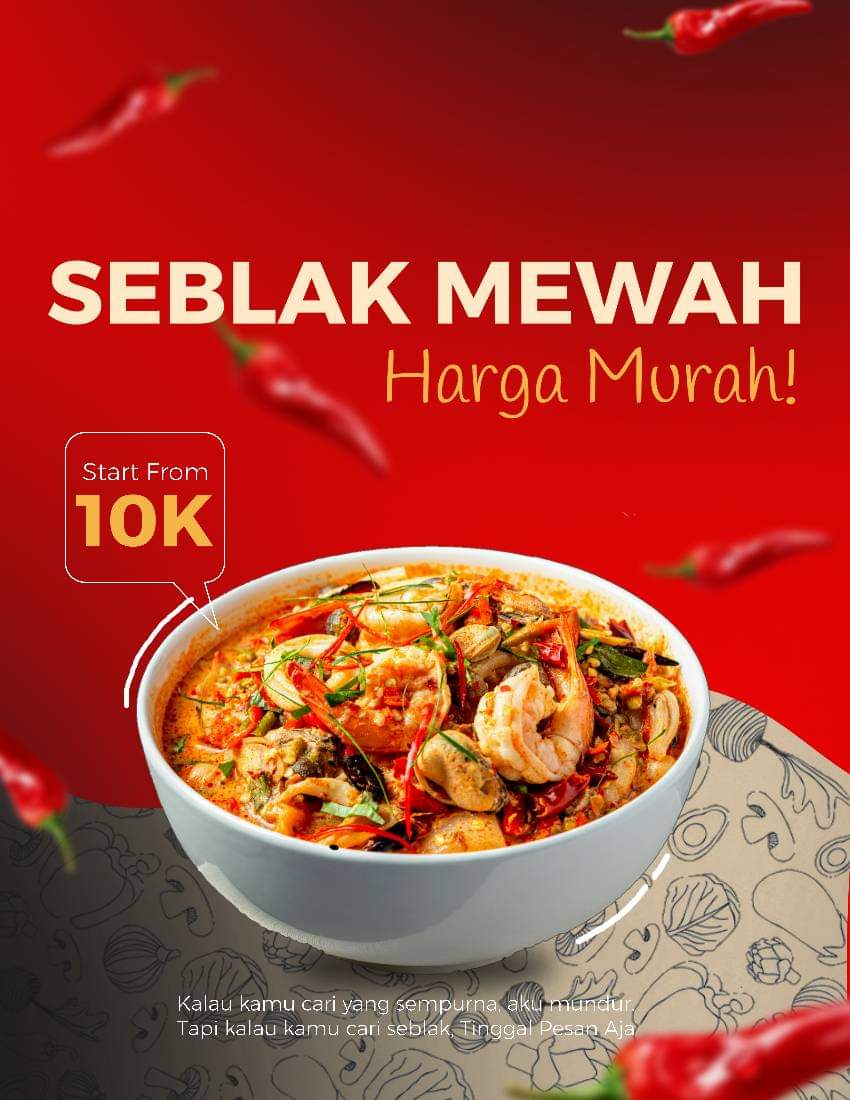 SEBLAK MEWAH
Harga Murah!
Start From
10K
Kalau kamu cari yang sempurna, aku mundur.
Tapi kalau kamu cari seblak, Tinggal Pesan Aja